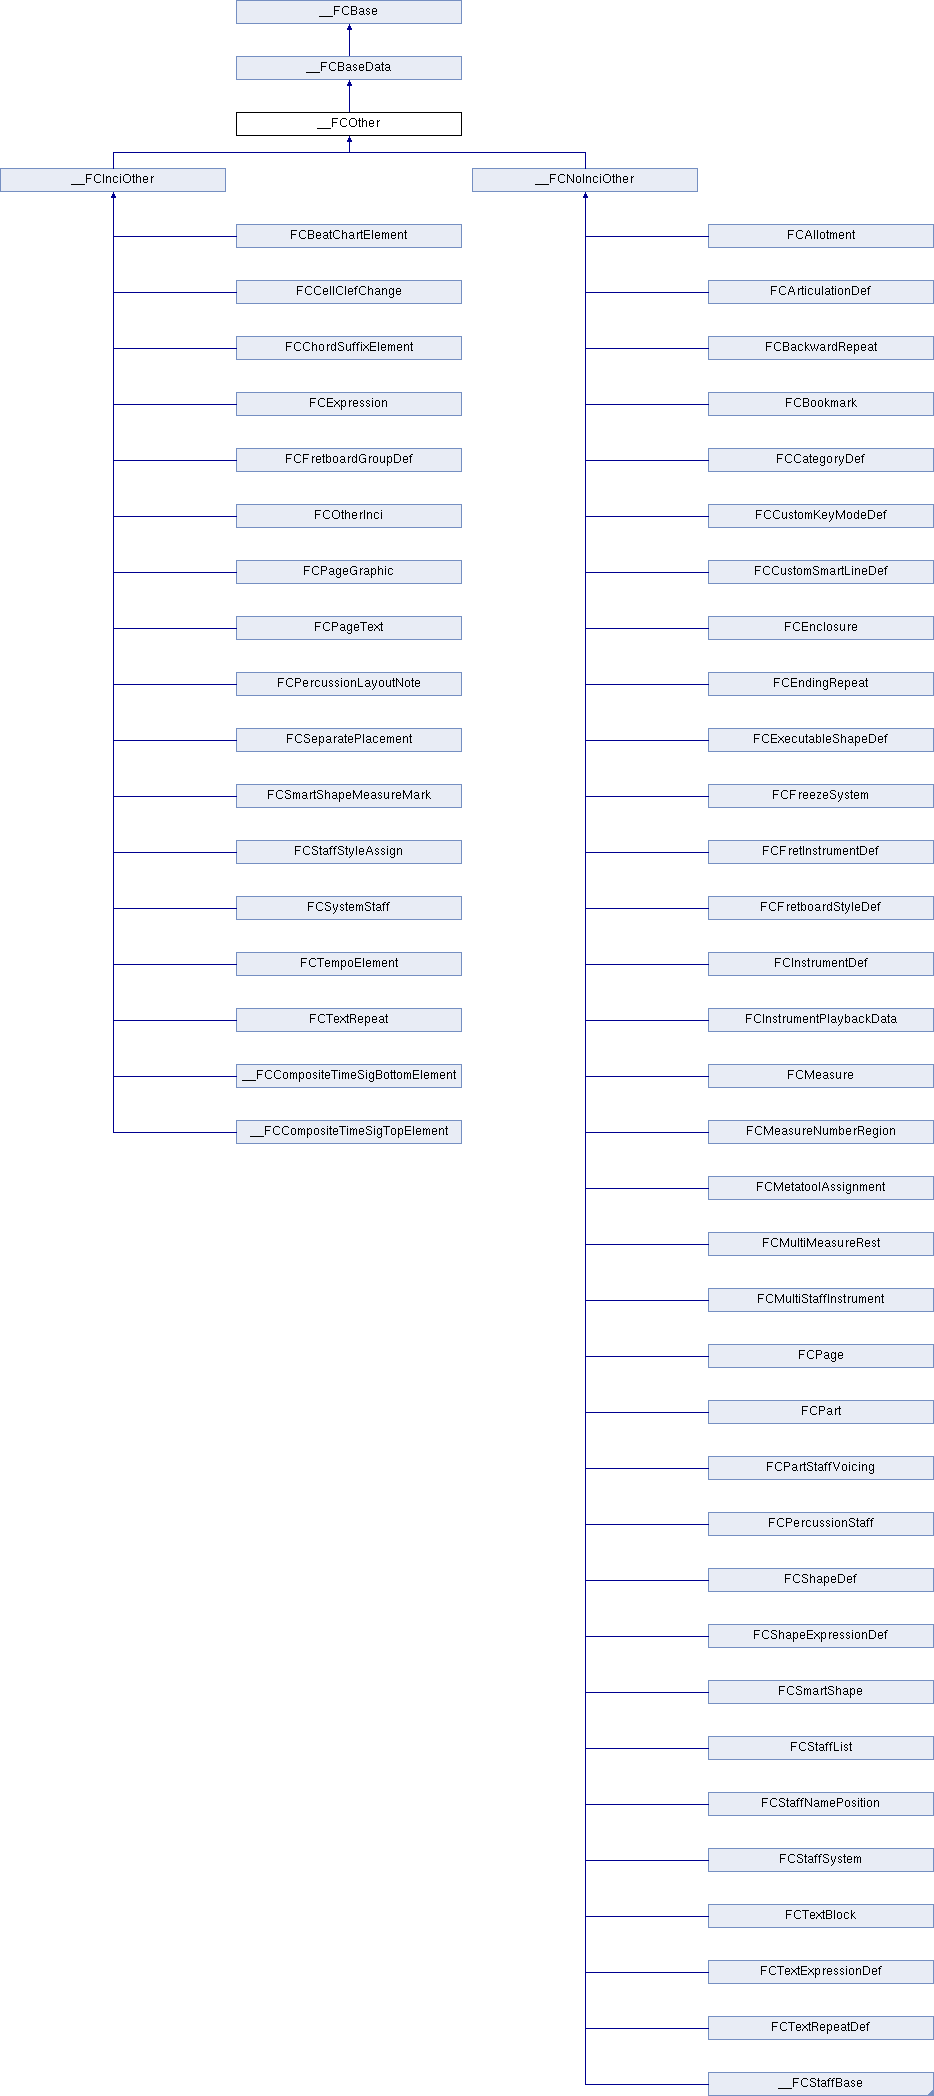 __FCBase
__FCBaseData
__FCOther
__FCInciOther
__FCNoInciOther
FCBeatChartElement
FCCellClefChange
FCChordSuffixElement
FCExpression
FCFretboardGroupDef
FCOtherInci
FCPageGraphic
FCPageText
FCPercussionLayoutNote
FCSeparatePlacement
FCSmartShapeMeasureMark
FCStaffStyleAssign
FCSystemStaff
FCTempoElement
FCTextRepeat
__FCCompositeTimeSigBottomElement
__FCCompositeTimeSigTopElement
FCAllotment
FCArticulationDef
FCBackwardRepeat
FCBookmark
FCCategoryDef
FCCustomKeyModeDef
FCCustomSmartLineDef
FCEnclosure
FCEndingRepeat
FCExecutableShapeDef
FCFreezeSystem
FCFretInstrumentDef
FCFretboardStyleDef
FCInstrumentDef
FCInstrumentPlaybackData
FCMeasure
FCMeasureNumberRegion
FCMetatoolAssignment
FCMultiMeasureRest
FCMultiStaffInstrument
FCPage
FCPart
FCPartStaffVoicing
FCPercussionStaff
FCShapeDef
FCShapeExpressionDef
FCSmartShape
FCStaffList
FCStaffNamePosition
FCStaffSystem
FCTextBlock
FCTextExpressionDef
FCTextRepeatDef
__FCStaffBase